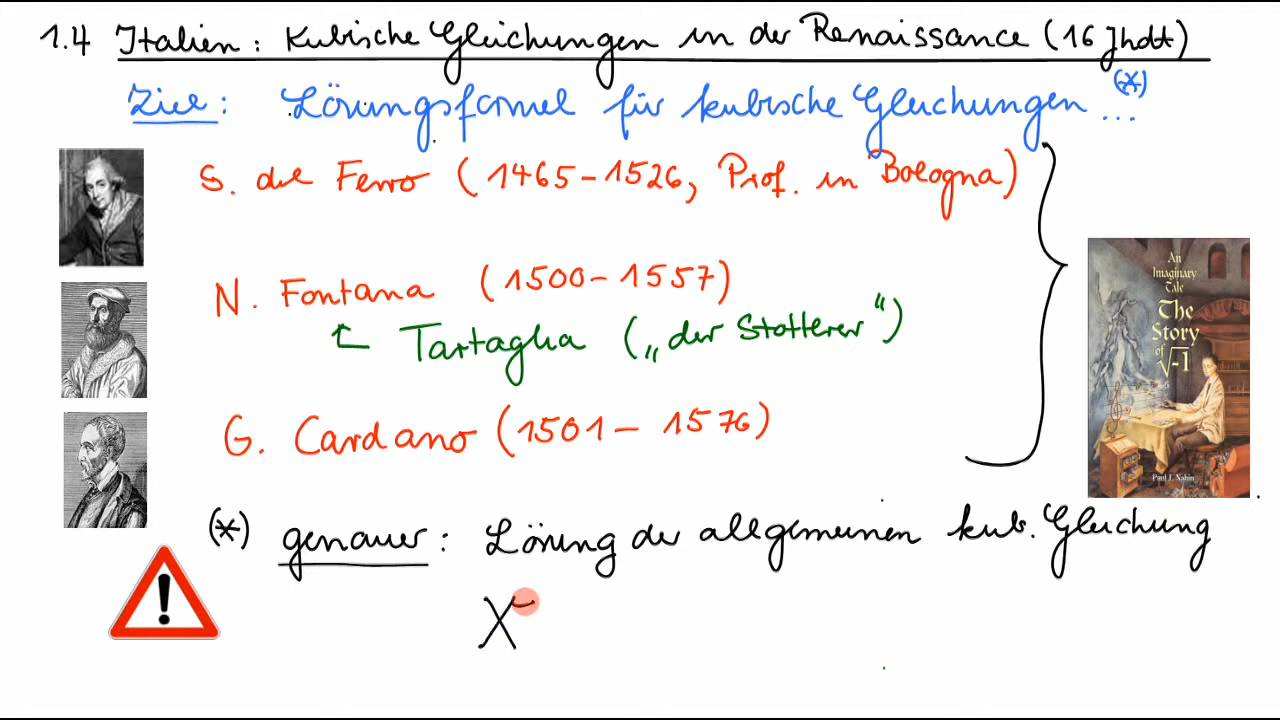 1.4 Italien: Kubische Gleichungen in der Renaissance (16 Jhdt)
Ziel: Lösungsformel für kubische Gleichungen...(*)
S. del Ferro (1465-1526, Prof. in Bologna)
N. Fontana (1500-1557)
Tartaglia („der Stotterer“)
G. Cardano (1501-1576)
An
Imaginary
Tale
The
Story
of √-1
Paul J. Nahin
(*) genauer: Lösung der allgemeinen kub. Gleichung
X